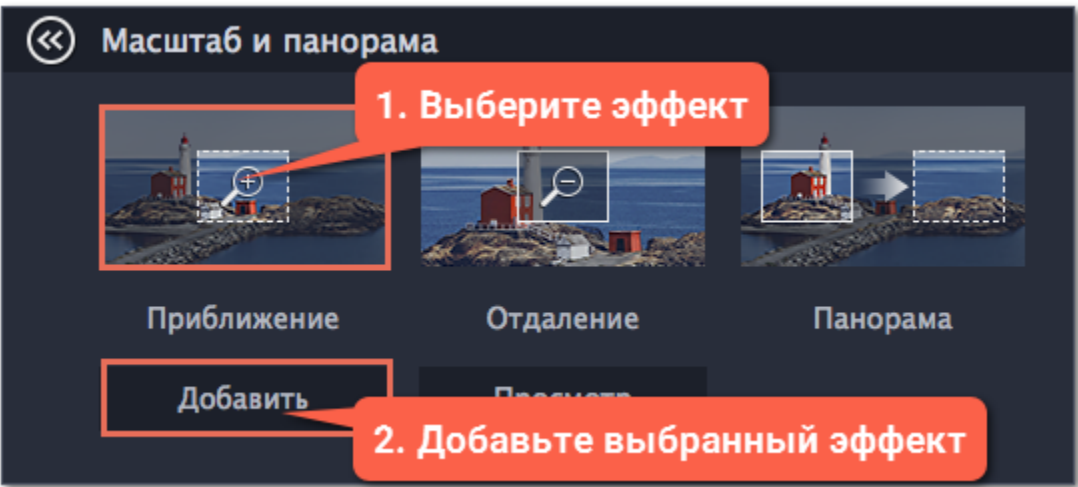 Масштаб и панорама
1. Выберите эффект
Приближение
Отдаление
Панорама
Добавить
2. Добавьте выбранный эффект